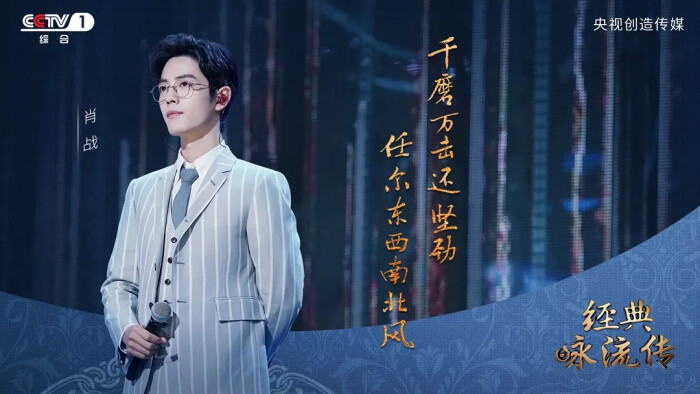 CCTV 1
综合
央视创造传媒
肖战
千磨万击还坚劲
任尔东西南北风
经典
咏流传